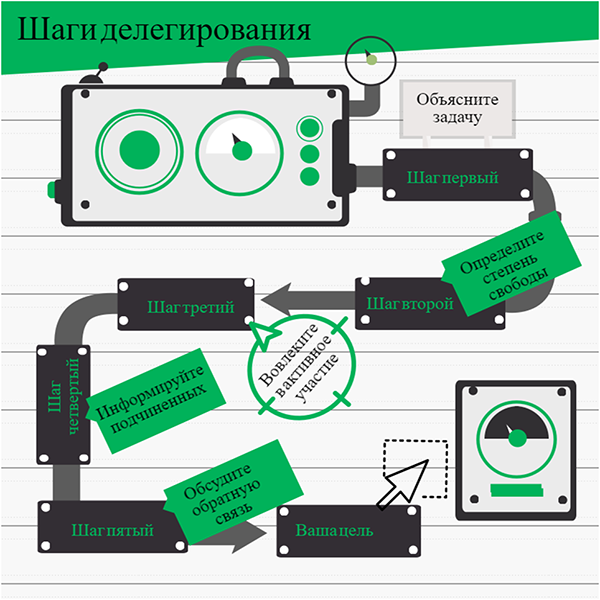 Шаги делегирования
Объясните
задачу
Шаг первый
Определите
степень
свободы
Шаг второй
Шаг третий
Вовлеките
в активное
участие
Шаг
четвертый
Информируйте
подчиненных
Обсудите
обратную
связь
Шаг пятый
Ваша цель